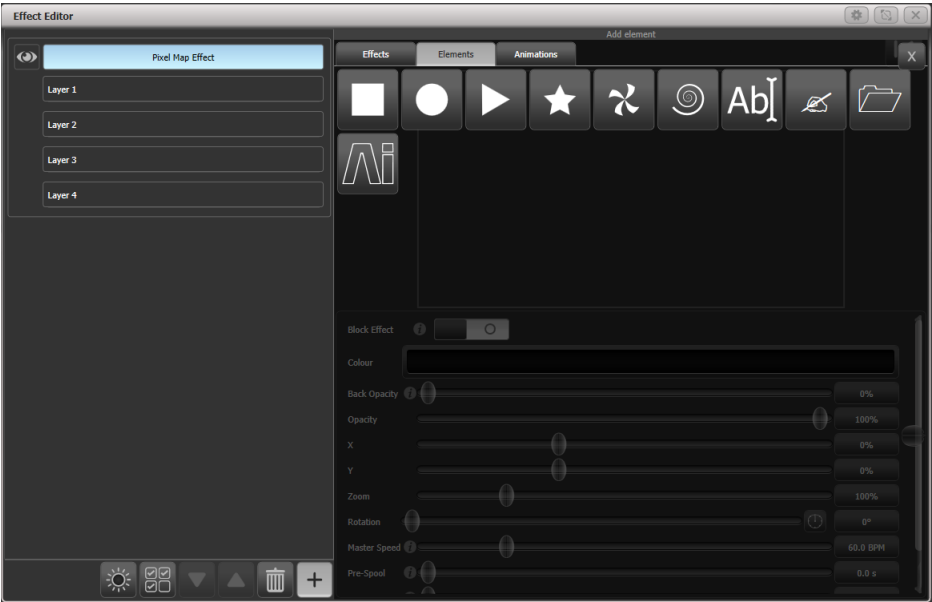 Effect Editor
Add element
Effects
Elements
Animations
X
Pixel Map Effect
Layer 1
Layer 2
Layer 3
Layer 4
Ab
Ai
Block Effect
Colour
Back Opacity 0%
Opacity 100%
X 0%
Y 0%
Zoom 100%
Rotation 0°
Master Speed 60.0 BPM
Pre-Spool 0.0 s